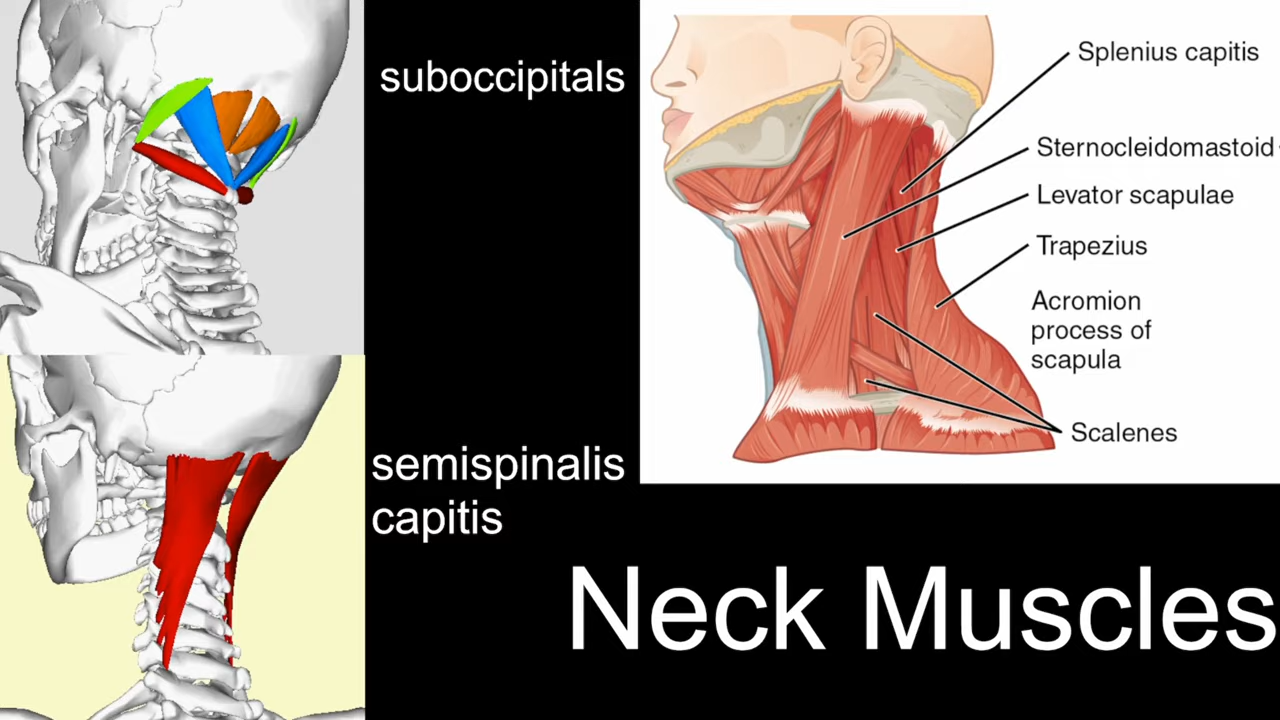 suboccipitals
semispinalis
capitis
Splenius capitis
Sternocleidomastoid
Levator scapulae
Trapezius
Acromion
process of
scapula
Scalenes
Neck Muscles